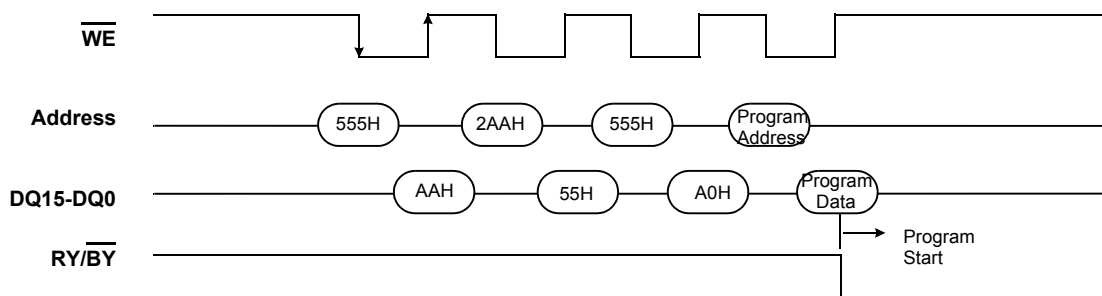 WE
Address 555H 2AAH 555H Program
Address
DQ15-DQ0 AAH 55H A0H Program
Data
RY/BY Program
Start